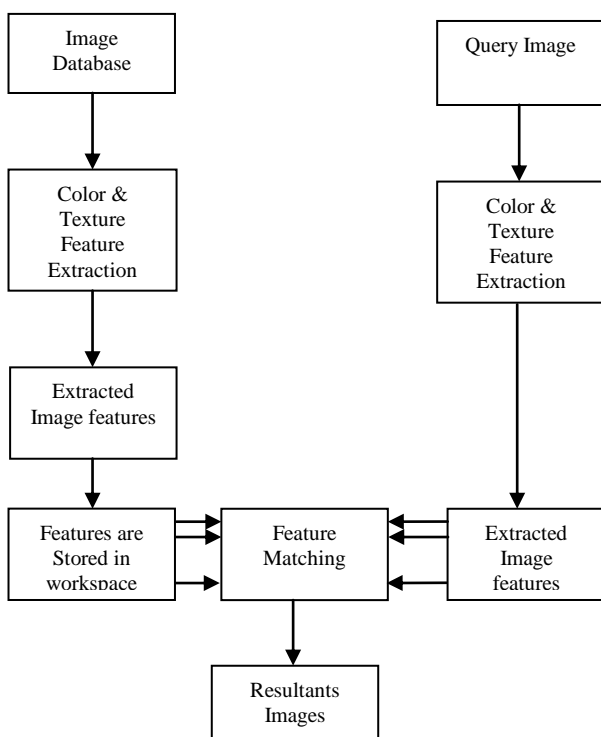 Image
Database
Query Image
Color &
Texture
Feature
Extraction
Color &
Texture
Feature
Extraction
Extracted
Image features
Features are
Stored in
workspace
Feature
Matching
Extracted
Image
features
Resultants
Images